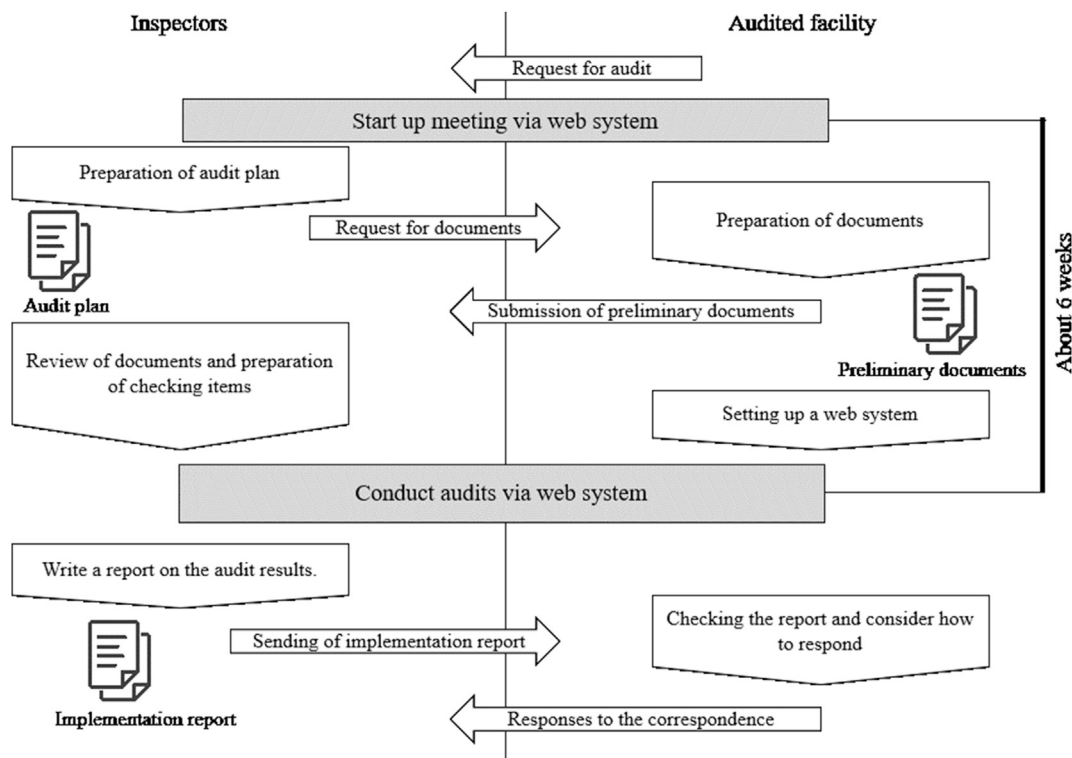 Inspectors
Audited facility
Request for audit
Start up meeting via web system
Preparation of audit plan
Request for documents
Preparation of documents
Audit plan
Submission of preliminary documents
Preliminary documents
Review of documents and preparation
of checking items
Setting up a web system
About 6 weeks
Conduct audits via web system
Write a report on the audit results.
Sending of implementation report
Checking the report and consider how
to respond
Implementation report
Responses to the correspondence